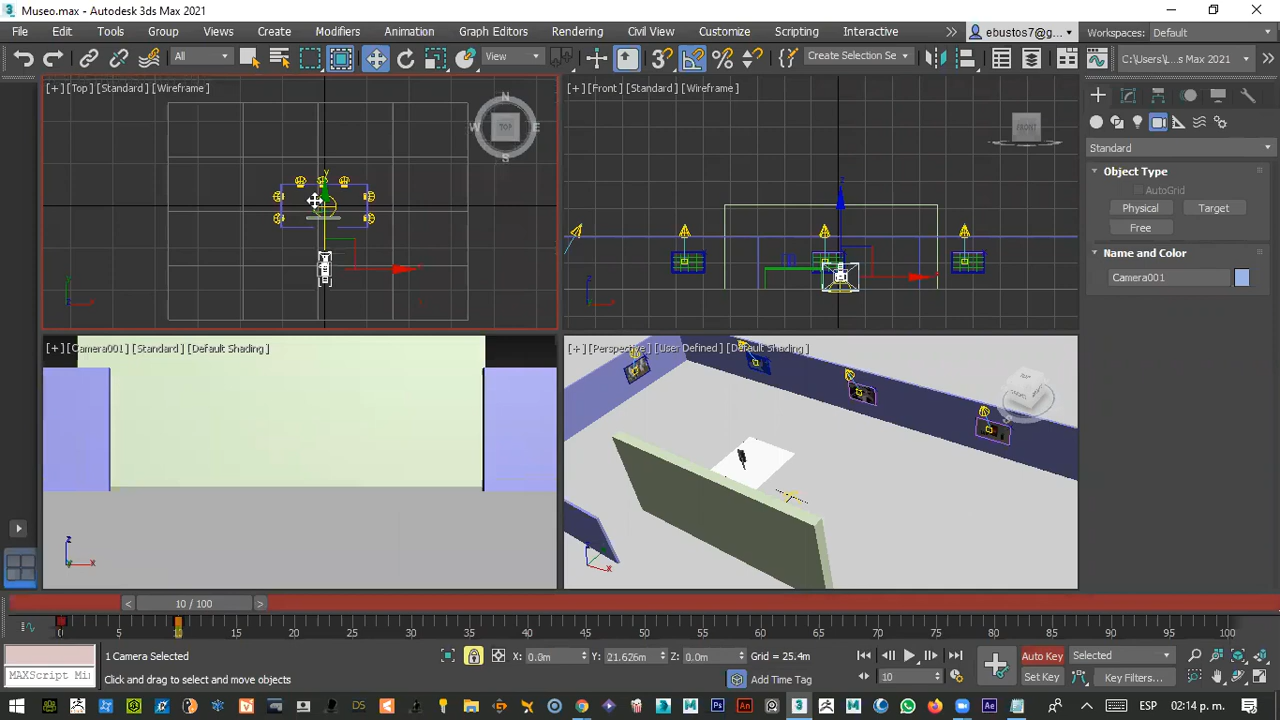 Museo.max - Autodesk 3ds Max 2021
File Edit Tools Group Views Create Modifiers Animation Graph Editors Rendering Civil View Customize Scripting Interactive ebustos7@g... Workspaces: Default
All View Create Selection Se C:\Users\...s Max 2021
[+] [Top] [Standard] [Wireframe]
N
W TOP E
S
y
[+] [Front] [Standard] [Wireframe]
FRONT
z
Standard
Object Type
AutoGrid
Physical Target
Free
Name and Color
Camera001
[+] [Camera001] [Standard] [Default Shading]
z
x
[+] [Perspective] [User Defined] [Default Shading]
< 10 / 100 >
0 5 10 15 20 25 30 35 40 45 50 55 60 65 70 75 80 85 90 95 100
1 Camera Selected X: 0.0m Y: 21.626m Z: 0.0m Grid = 25.4m Auto Key Selected
MAXScript Mi Click and drag to select and move objects Add Time Tag 10 Set Key Key Filters...
ESP 02:14 p. m.